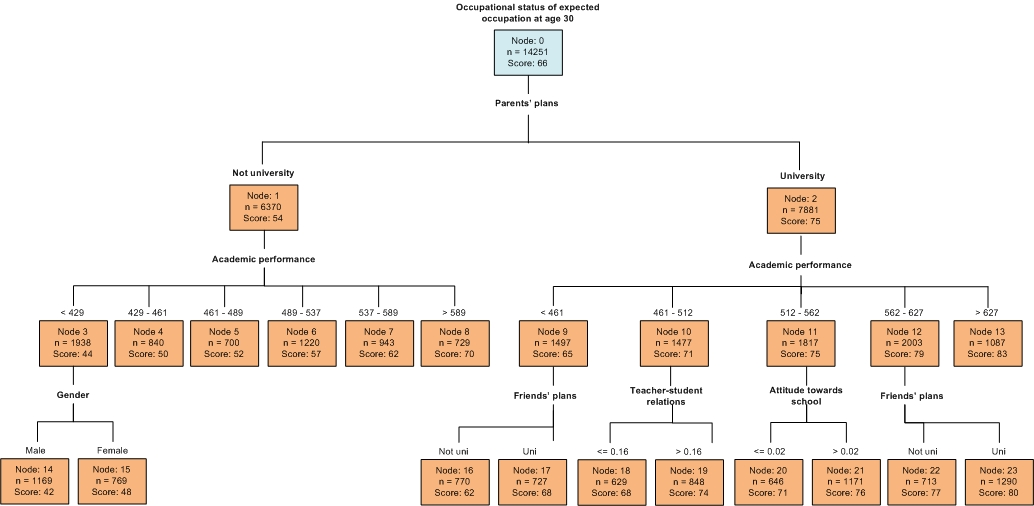 Occupational status of expected
occupation at age 30
Node: 0
n = 14251
Score: 66
Parents' plans
Not university
University
Node: 1
n = 6370
Score: 54
Node: 2
n = 7881
Score: 75
Academic performance
Academic performance
< 429
429 - 461
461 - 489
489 - 537
537 - 589
> 589
< 461
461 - 512
512 - 562
562 - 627
> 627
Node 3
n = 1938
Score: 44
Node 4
n = 840
Score: 50
Node 5
n = 700
Score: 52
Node 6
n = 1220
Score: 57
Node 7
n = 943
Score: 62
Node 8
n = 729
Score: 70
Node 9
n = 1497
Score: 65
Node 10
n = 1477
Score: 71
Node 11
n = 1817
Score: 75
Node 12
n = 2003
Score: 79
Node 13
n = 1087
Score: 83
Gender
Friends' plans
Teacher-student
relations
Attitude towards
school
Friends' plans
Male
Female
Not uni
Uni
<= 0.16
> 0.16
<= 0.02
> 0.02
Not uni
Uni
Node: 14
n = 1169
Score: 42
Node: 15
n = 769
Score: 48
Node: 16
n = 770
Score: 62
Node: 17
n = 727
Score: 68
Node: 18
n = 629
Score: 68
Node: 19
n = 848
Score: 74
Node: 20
n = 646
Score: 71
Node: 21
n = 1171
Score: 76
Node: 22
n = 713
Score: 77
Node: 23
n = 1290
Score: 80